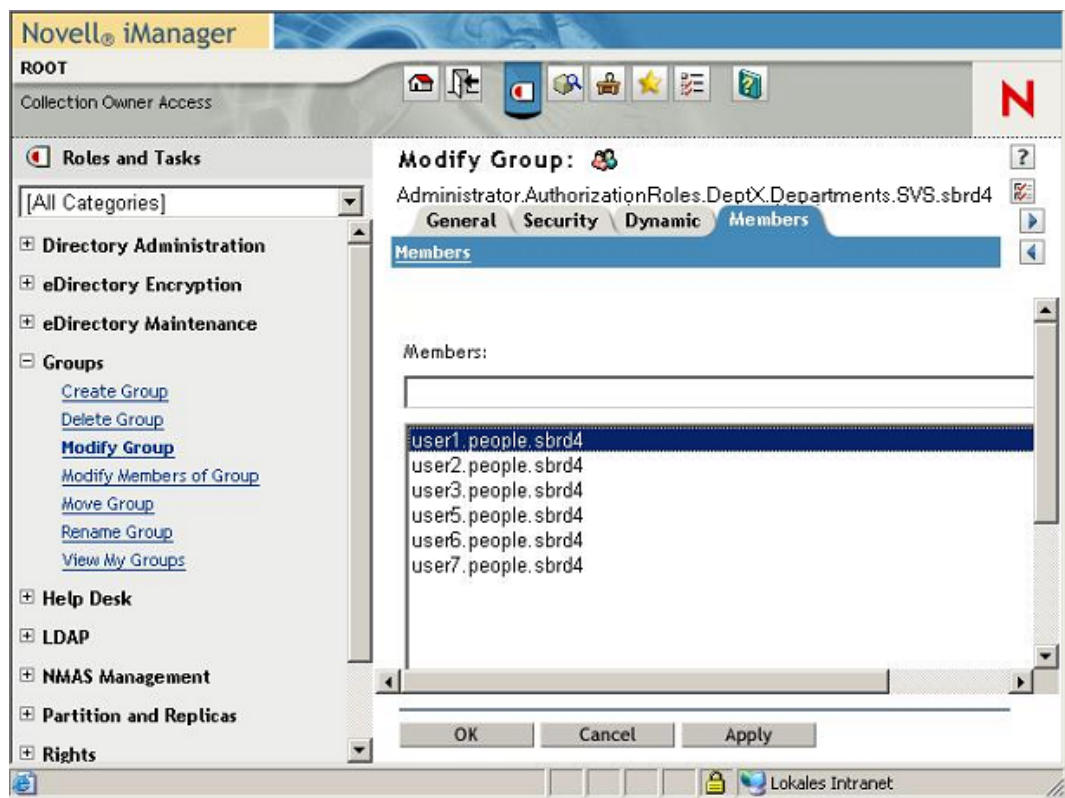 Novell® iManager
ROOT
Collection Owner Access
N
Roles and Tasks
[All Categories]
Directory Administration
eDirectory Encryption
eDirectory Maintenance
Groups
Create Group
Delete Group
Modify Group
Modify Members of Group
Move Group
Rename Group
View My Groups
Help Desk
LDAP
NMAS Management
Partition and Replicas
Rights
Modify Group:
?
Administrator.AuthorizationRoles.DeptX.Departments.SVS.sbrd4
General Security Dynamic Members
Members
Members:
user1.people.sbrd4
user2.people.sbrd4
user3.people.sbrd4
user5.people.sbrd4
user6.people.sbrd4
user7.people.sbrd4
OK Cancel Apply
Lokales Intranet